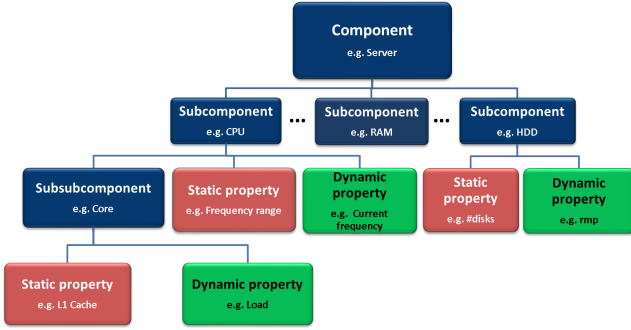 Component
e.g. Server
Subcomponent
e.g. CPU
...
Subcomponent
e.g. RAM
...
Subcomponent
e.g. HDD
Subsubcomponent
e.g. Core
Static property
e.g. Frequency range
Dynamic
property
e.g. Current
frequency
Static
property
e.g. #disks
Dynamic
property
e.g. rmp
Static property
e.g. L1 Cache
Dynamic property
e.g. Load